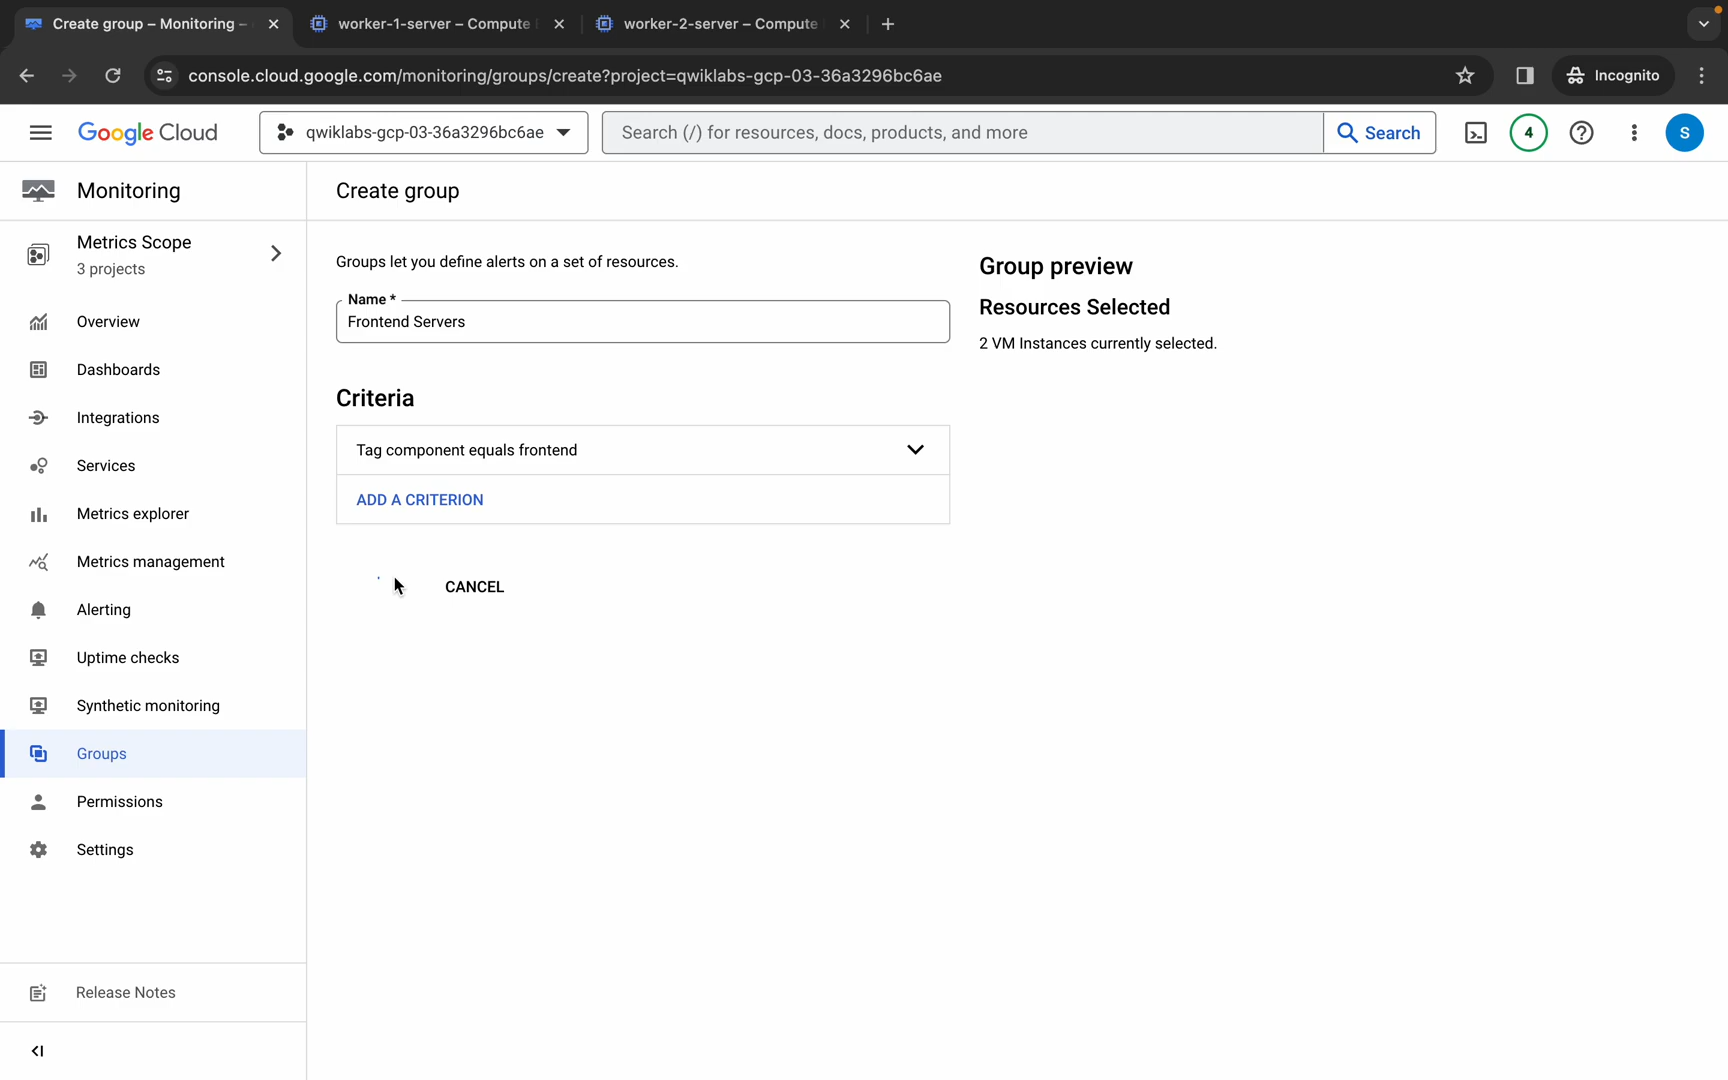 Create group – Monitoring –
worker-1-server – Compute E
worker-2-server – Compute
console.cloud.google.com/monitoring/groups/create?project=qwiklabs-gcp-03-36a3296bc6ae
Incognito
Google Cloud
qwiklabs-gcp-03-36a3296bc6ae
Search (/) for resources, docs, products, and more
Search
4
S
Monitoring
Create group
Metrics Scope
3 projects
Overview
Dashboards
Integrations
Services
Metrics explorer
Metrics management
Alerting
Uptime checks
Synthetic monitoring
Groups
Permissions
Settings
Release Notes
Groups let you define alerts on a set of resources.
Name *
Frontend Servers
Criteria
Tag component equals frontend
ADD A CRITERION
CANCEL
Group preview
Resources Selected
2 VM Instances currently selected.